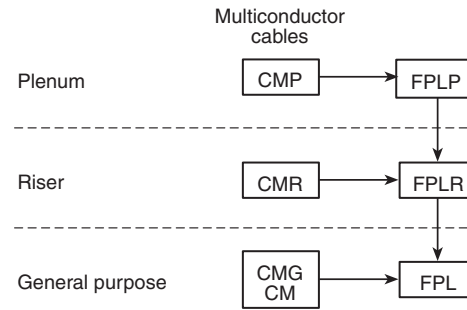 Multiconductor
cables
Plenum
CMP
FPLP
Riser
CMR
FPLR
General purpose
CMG
CM
FPL